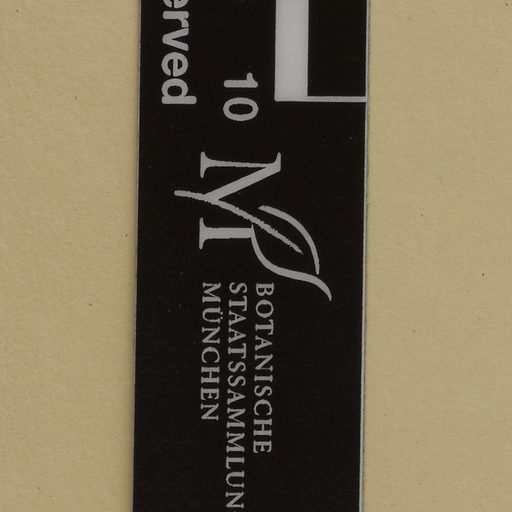 erved
10
BOTANISCHE
STAATSSAMMLUN
MÜNCHEN